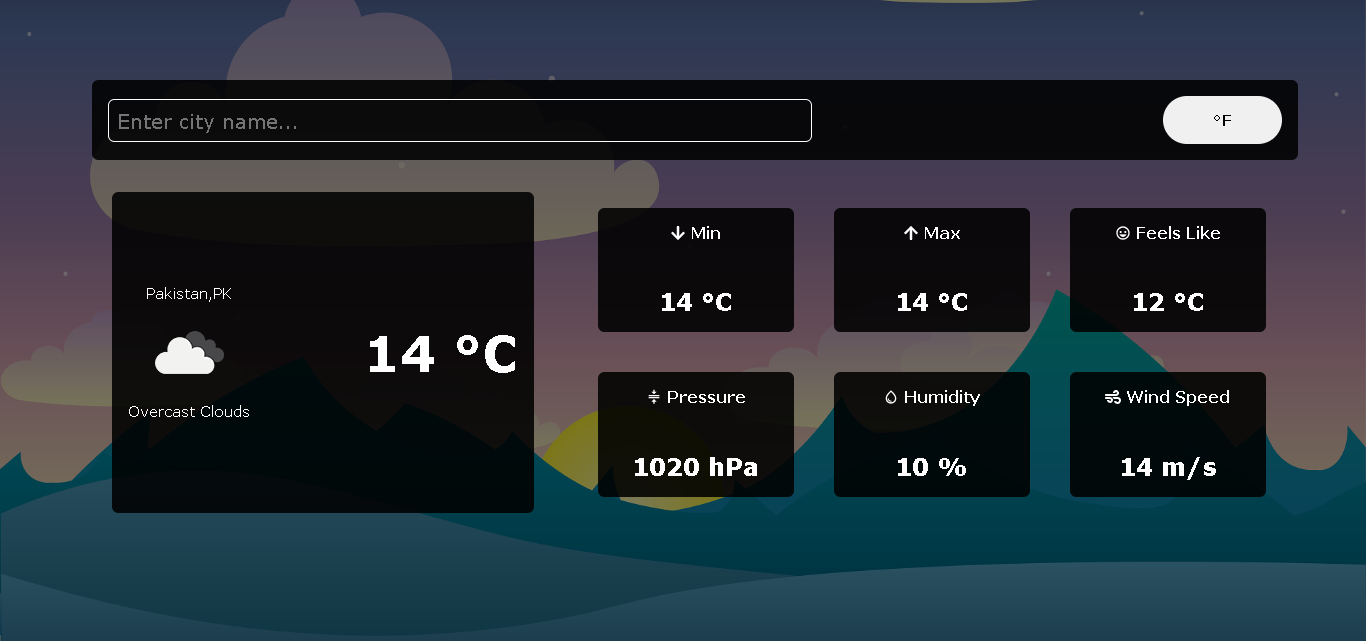 Enter city name...
°F
Pakistan,PK
14 °C
Overcast Clouds
Min
14 °C
Max
14 °C
Feels Like
12 °C
Pressure
1020 hPa
Humidity
10 %
Wind Speed
14 m/s